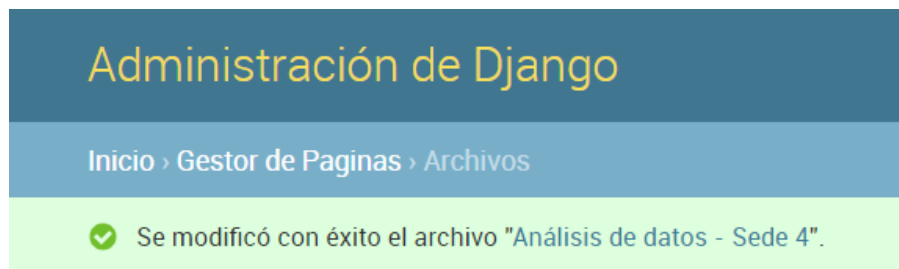 Administración de Django
Inicio › Gestor de Paginas › Archivos
Se modificó con éxito el archivo "Análisis de datos - Sede 4".